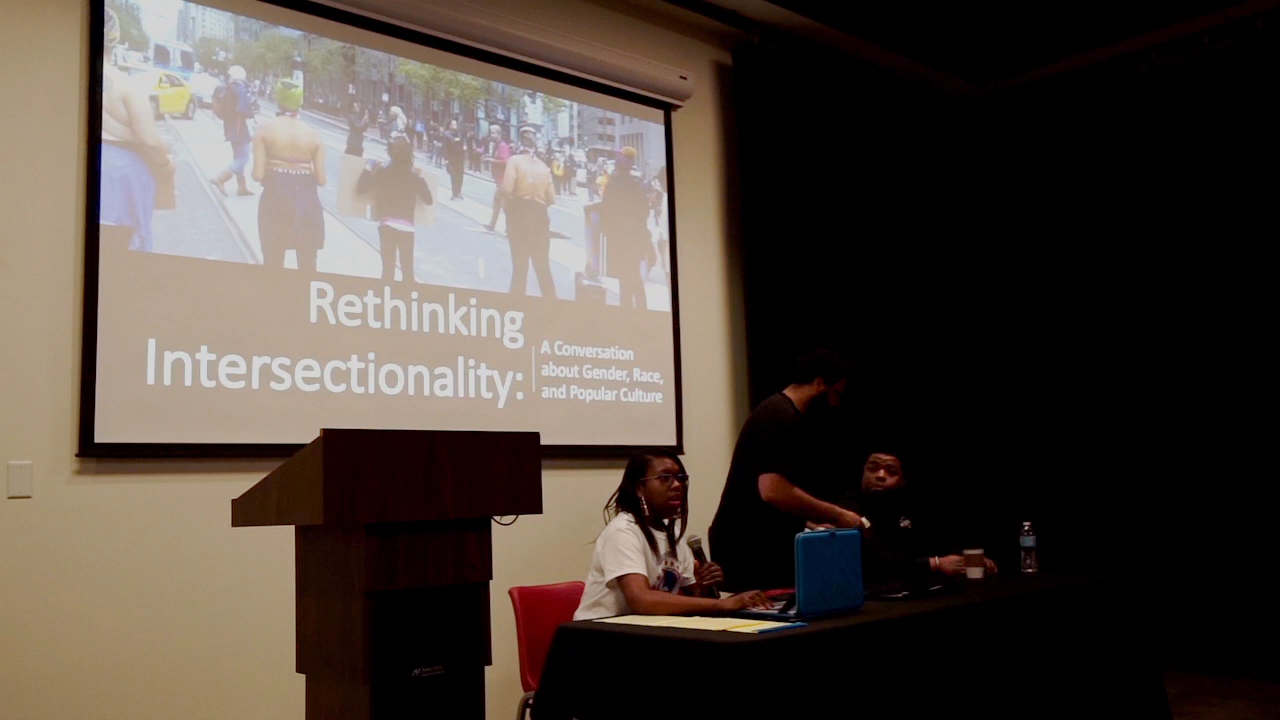 Rethinking
Intersectionality:
A Conversation
about Gender, Race,
and Popular Culture